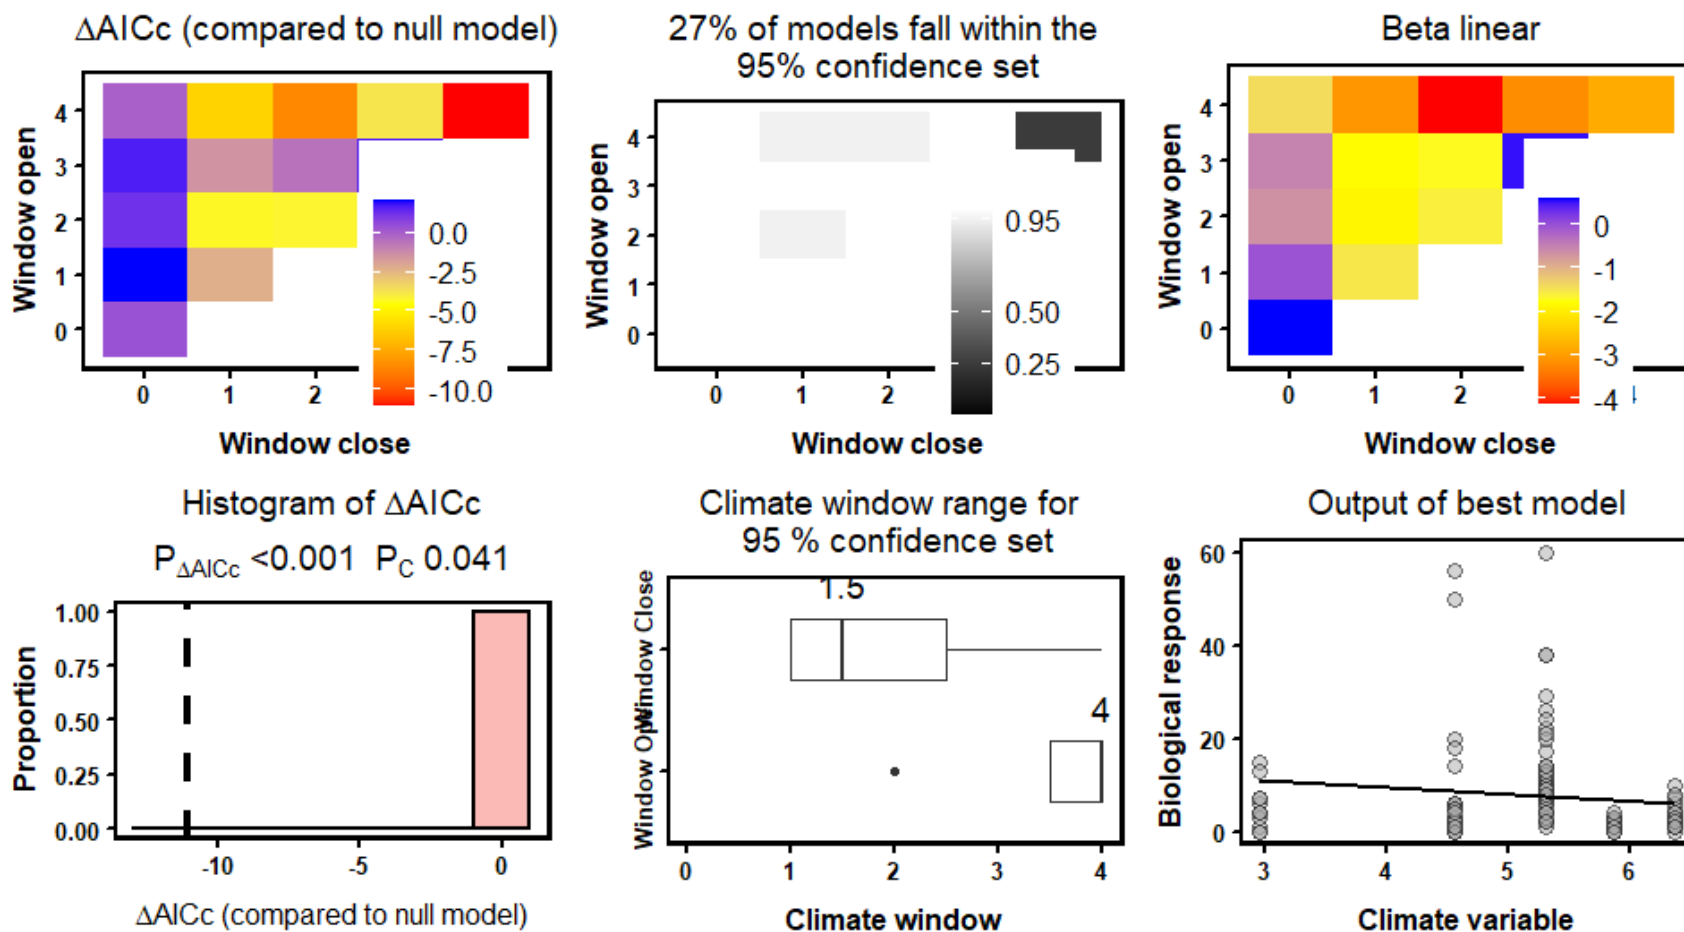 ΔAICc (compared to null model)
Window open
4
3
2
1
0
0
1
2
0.0
-2.5
-5.0
-7.5
-10.0
Window close
27% of models fall within the
95% confidence set
Window open
4
3
2
1
0
0
1
2
0.95
0.50
0.25
Window close
Beta linear
Window open
4
3
2
1
0
0
1
2
0
-1
-2
-3
-4
Window close
Histogram of ΔAICc
PΔAICc <0.001 PC 0.041
Proportion
1.00
0.75
0.50
0.25
0.00
-10
-5
0
ΔAICc (compared to null model)
Climate window range for
95 % confidence set
Window Close
Window Open
1.5
4
0
1
2
3
4
Climate window
Output of best model
Biological response
60
40
20
0
3
4
5
6
Climate variable